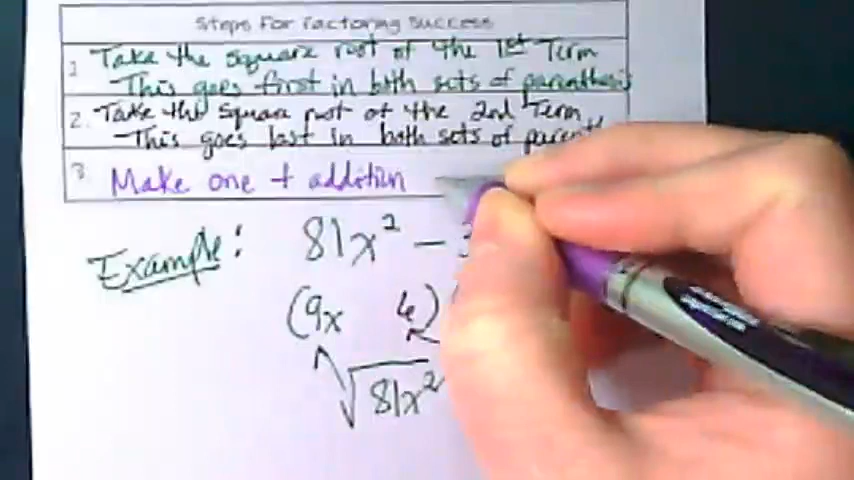 Steps for Factoring Success
1. Take the square root of the 1st Term
- This goes first in both sets of parenthesis
2. Take the square root of the 2nd Term
- This goes last in both sets of
3. Make one + addition
Example: 81x² -
(9x
√81x²